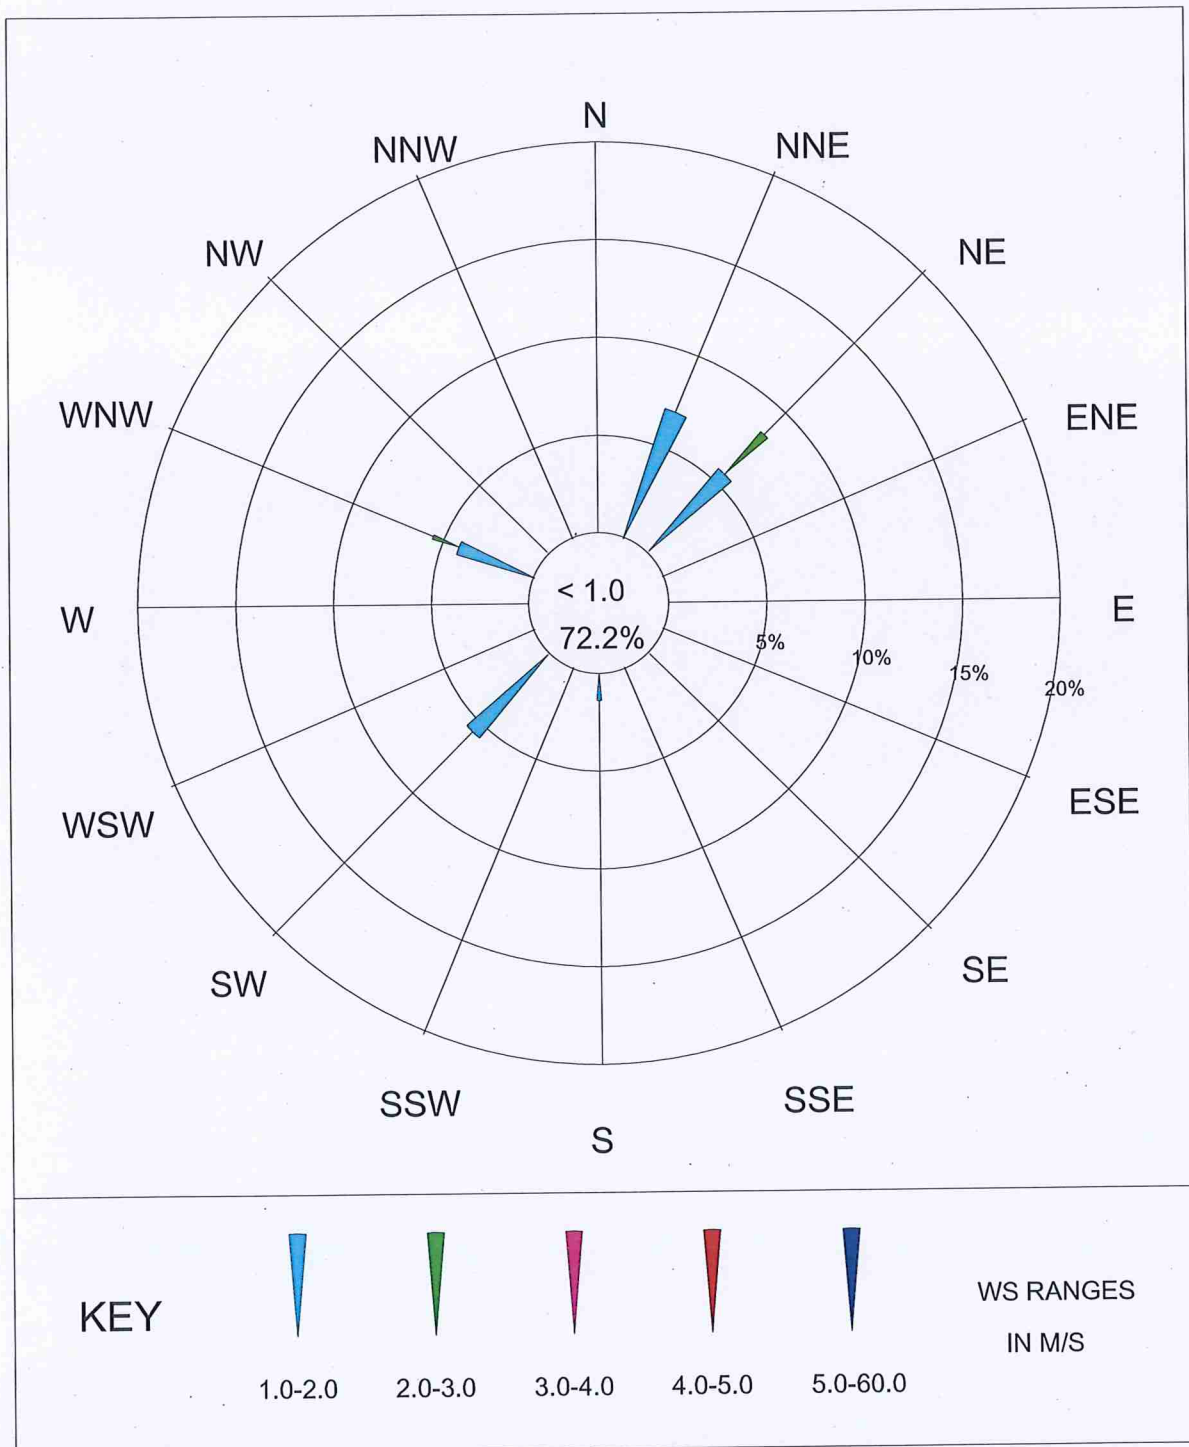 N
NNW
NNE
NW
NE
WNW
ENE
< 1.0
W
E
72.2%
5%
10%
15%
20%
WSW
ESE
SW
SE
SSW
SSE
S
KEY
WS RANGES
IN M/S
1.0-2.0
2.0-3.0
3.0-4.0
4.0-5.0
5.0-60.0